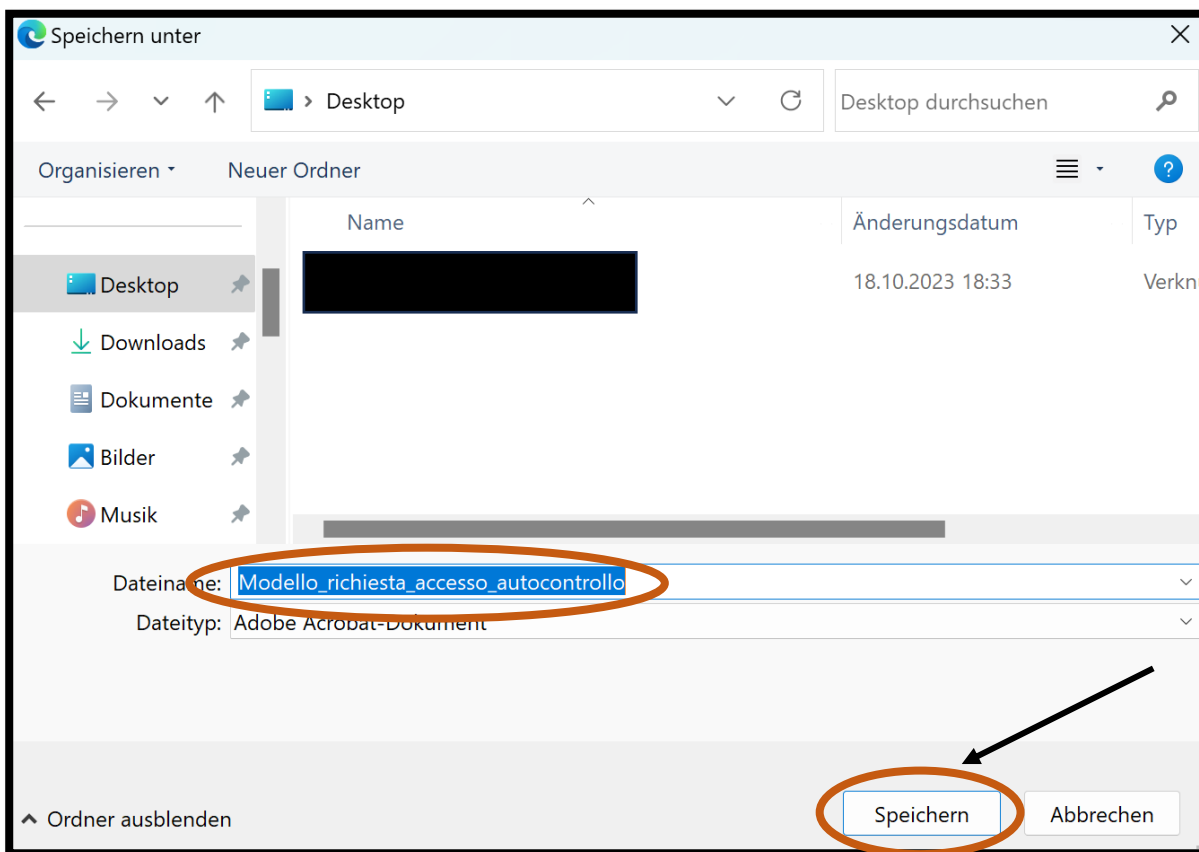 Speichern unter
Desktop
Desktop durchsuchen
Organisieren Neuer Ordner
Name Änderungsdatum Typ
Desktop 18.10.2023 18:33
Downloads
Dokumente
Bilder
Musik
Dateiname: Modello_richiesta_accesso_autocontrollo
Dateityp: Adobe Acrobat-Dokument
Ordner ausblenden Speichern Abbrechen